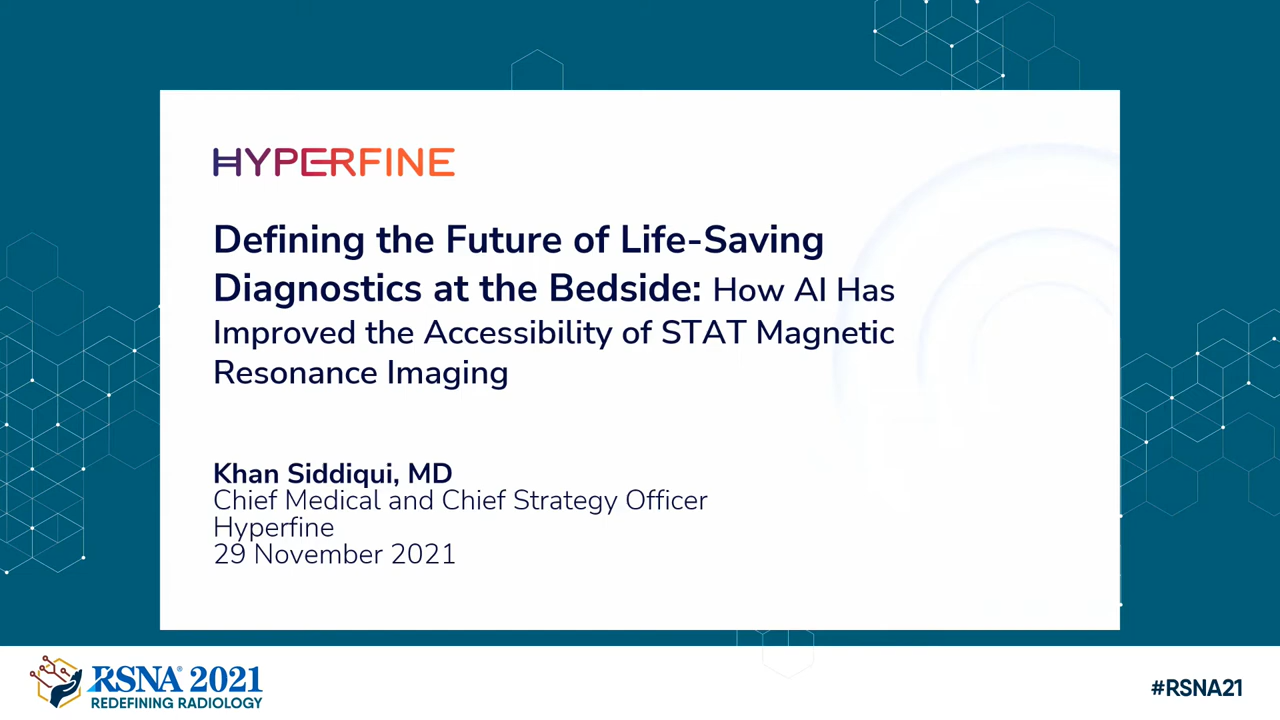 HYPERFINE
Defining the Future of Life-Saving
Diagnostics at the Bedside: How AI Has
Improved the Accessibility of STAT Magnetic
Resonance Imaging
Khan Siddiqui, MD
Chief Medical and Chief Strategy Officer
Hyperfine
29 November 2021
RSNA® 2021
REDEFINING RADIOLOGY
#RSNA21